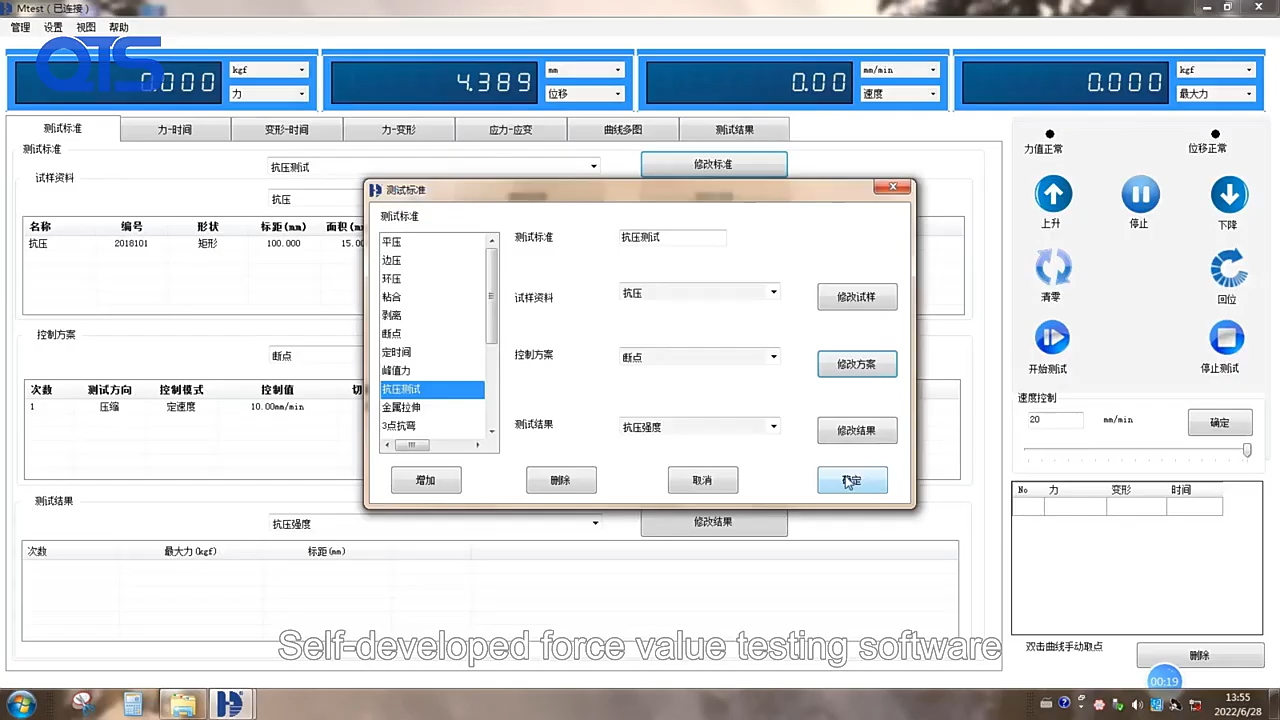 Mtest(已连接)
管理 设置 视图 帮助
QTS
0.000 kgf 力
4.389 mm 位移
0.00 mm/min 速度
0.000 kgf 最大力
测试标准 力-时间 变形-时间 力-变形 应力-应变 曲线多图 测试结果
测试标准
抗压测试 修改标准
试样资料
抗压
名称 编号 形状 标距(mm)
抗压 2018101 矩形 100.000
控制方案
断点
次数 测试方向 控制模式 控制值
1 压缩 定速度 10.00mm/min
测试结果
抗压强度 修改结果
次数 最大力(kgf) 标距(mm)
测试标准
测试标准
平压
边压
环压
粘合
剥离
断点
定时间
峰值力
抗压测试
金属拉伸
3点抗弯
测试标准 抗压测试
试样资料 抗压 修改试样
控制方案 断点 修改方案
测试结果 抗压强度 修改结果
增加 删除 取消
力值正常 位移正常
上升 停止 下降
清零 回位
开始测试 停止测试
速度控制
20 mm/min 确定
No 力 变形 时间
双击曲线手动取点 删除
Self-developed force value testing software
00:19
13:55
2022/6/28